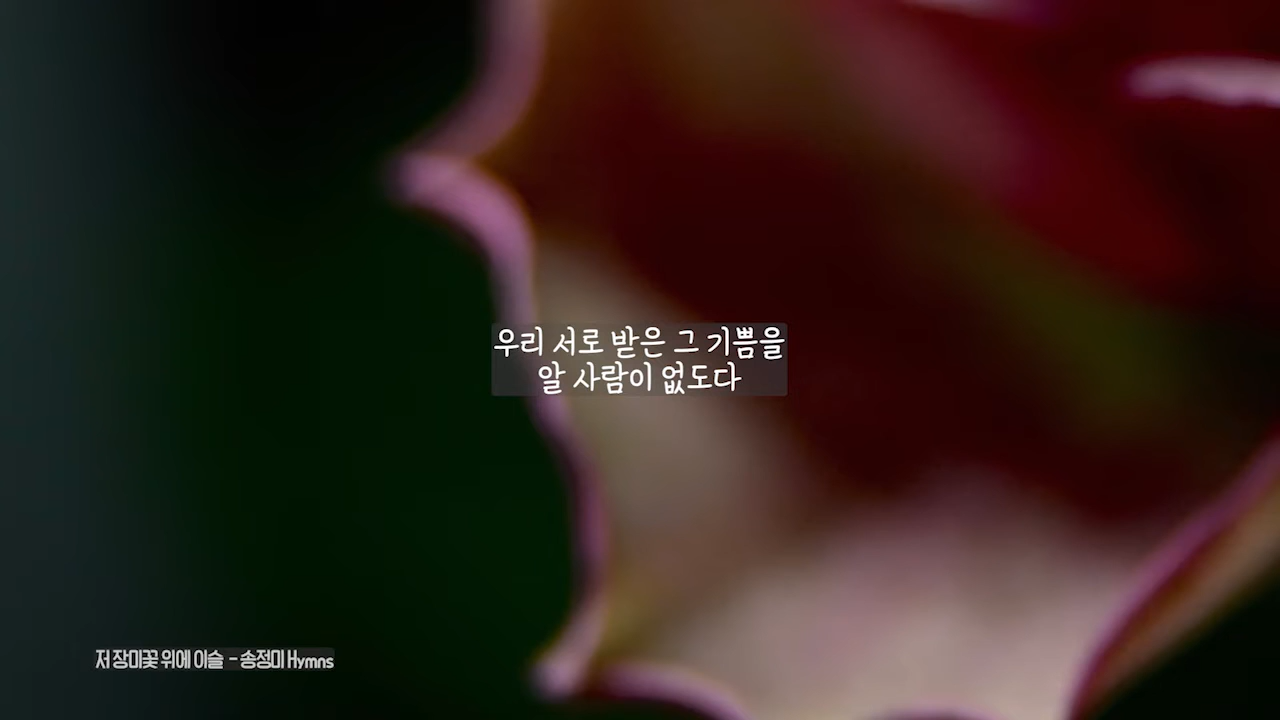 우리 서로 받은 그 기쁨을
알 사람이 없도다
저 장미꽃 위에 이슬 - 송정미 Hymns